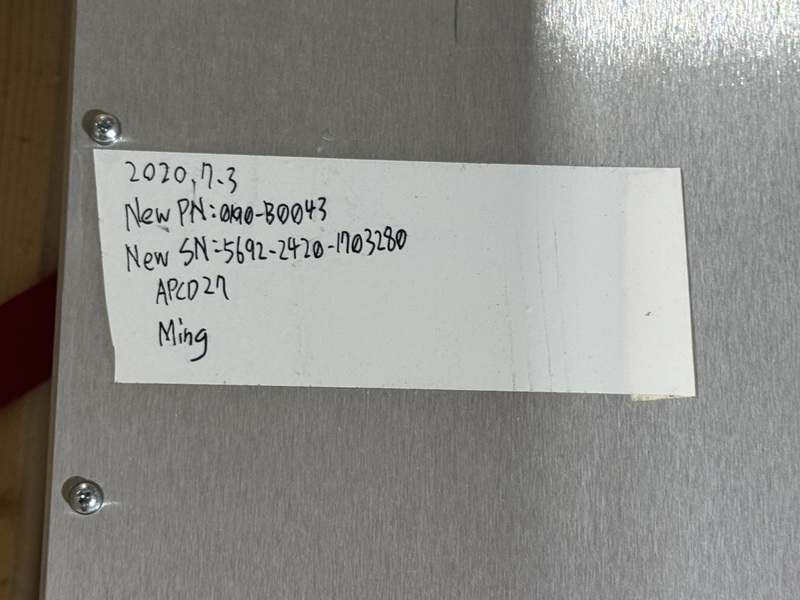 2020.7.3
New PN:0190-B0043
New SN:5692-2420-1703280
APCD27
Ming